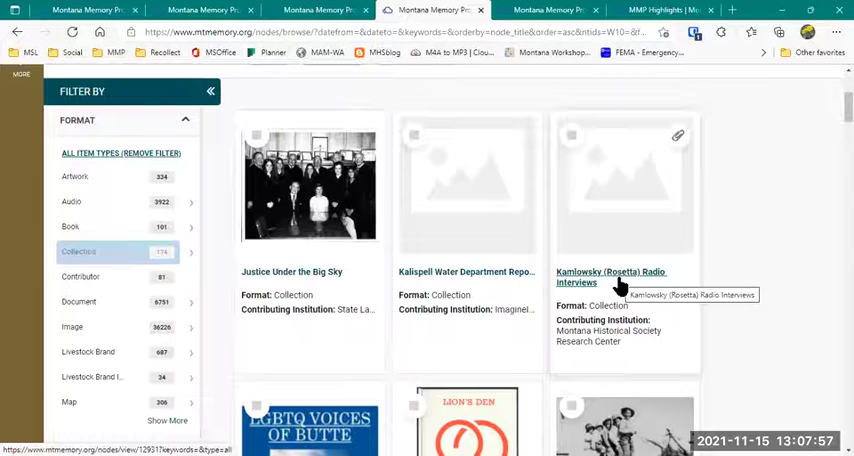 Montana Memory Pro
Montana Memory Pro
Montana Memory Pro
Montana Memory Pro
Montana Memory Pro
MMP Highlights | Mo
https://www.mtmemory.org/nodes/browse/?datefrom=&dateto=&keywords=&orderby=node_title&order=asc&ntids=W10=&f...
MSL
Social
MMP
Recollect
MSOffice
Planner
MAM-WA
MHSblog
M4A to MP3 | Clou...
Montana Workshop...
FEMA - Emergency...
Other favorites
MORE
FILTER BY
FORMAT
ALL ITEM TYPES (REMOVE FILTER)
Artwork 334
Audio 3922
Book 101
Collection 174
Contributor 81
Document 6751
Image 36226
Livestock Brand 687
Livestock Brand I... 34
Map 306
Show More
Justice Under the Big Sky
Format: Collection
Contributing Institution: State La...
Kalispell Water Department Repo...
Format: Collection
Contributing Institution: ImagineI...
Kamlowsky (Rosetta) Radio
Interviews
Kamlowsky (Rosetta) Radio Interviews
Format: Collection
Contributing Institution:
Montana Historical Society
Research Center
LGBTQ VOICES
OF BUTTE
LION'S DEN
2021-11-15 13:07:57
https://www.mtmemory.org/nodes/view/129317keywords=&type=all